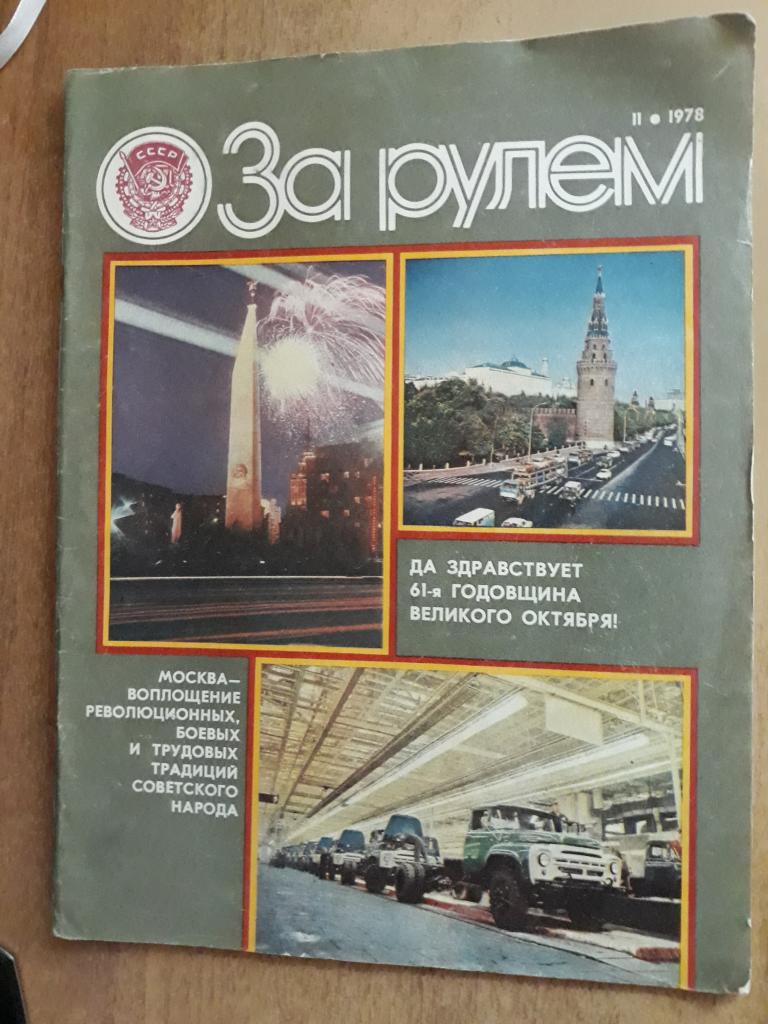 11 • 1978
СССР
За рулем
ДА ЗДРАВСТВУЕТ
61-я ГОДОВЩИНА
ВЕЛИКОГО ОКТЯБРЯ!
МОСКВА—
ВОПЛОЩЕНИЕ
РЕВОЛЮЦИОННЫХ,
БОЕВЫХ
И ТРУДОВЫХ
ТРАДИЦИЙ
СОВЕТСКОГО
НАРОДА